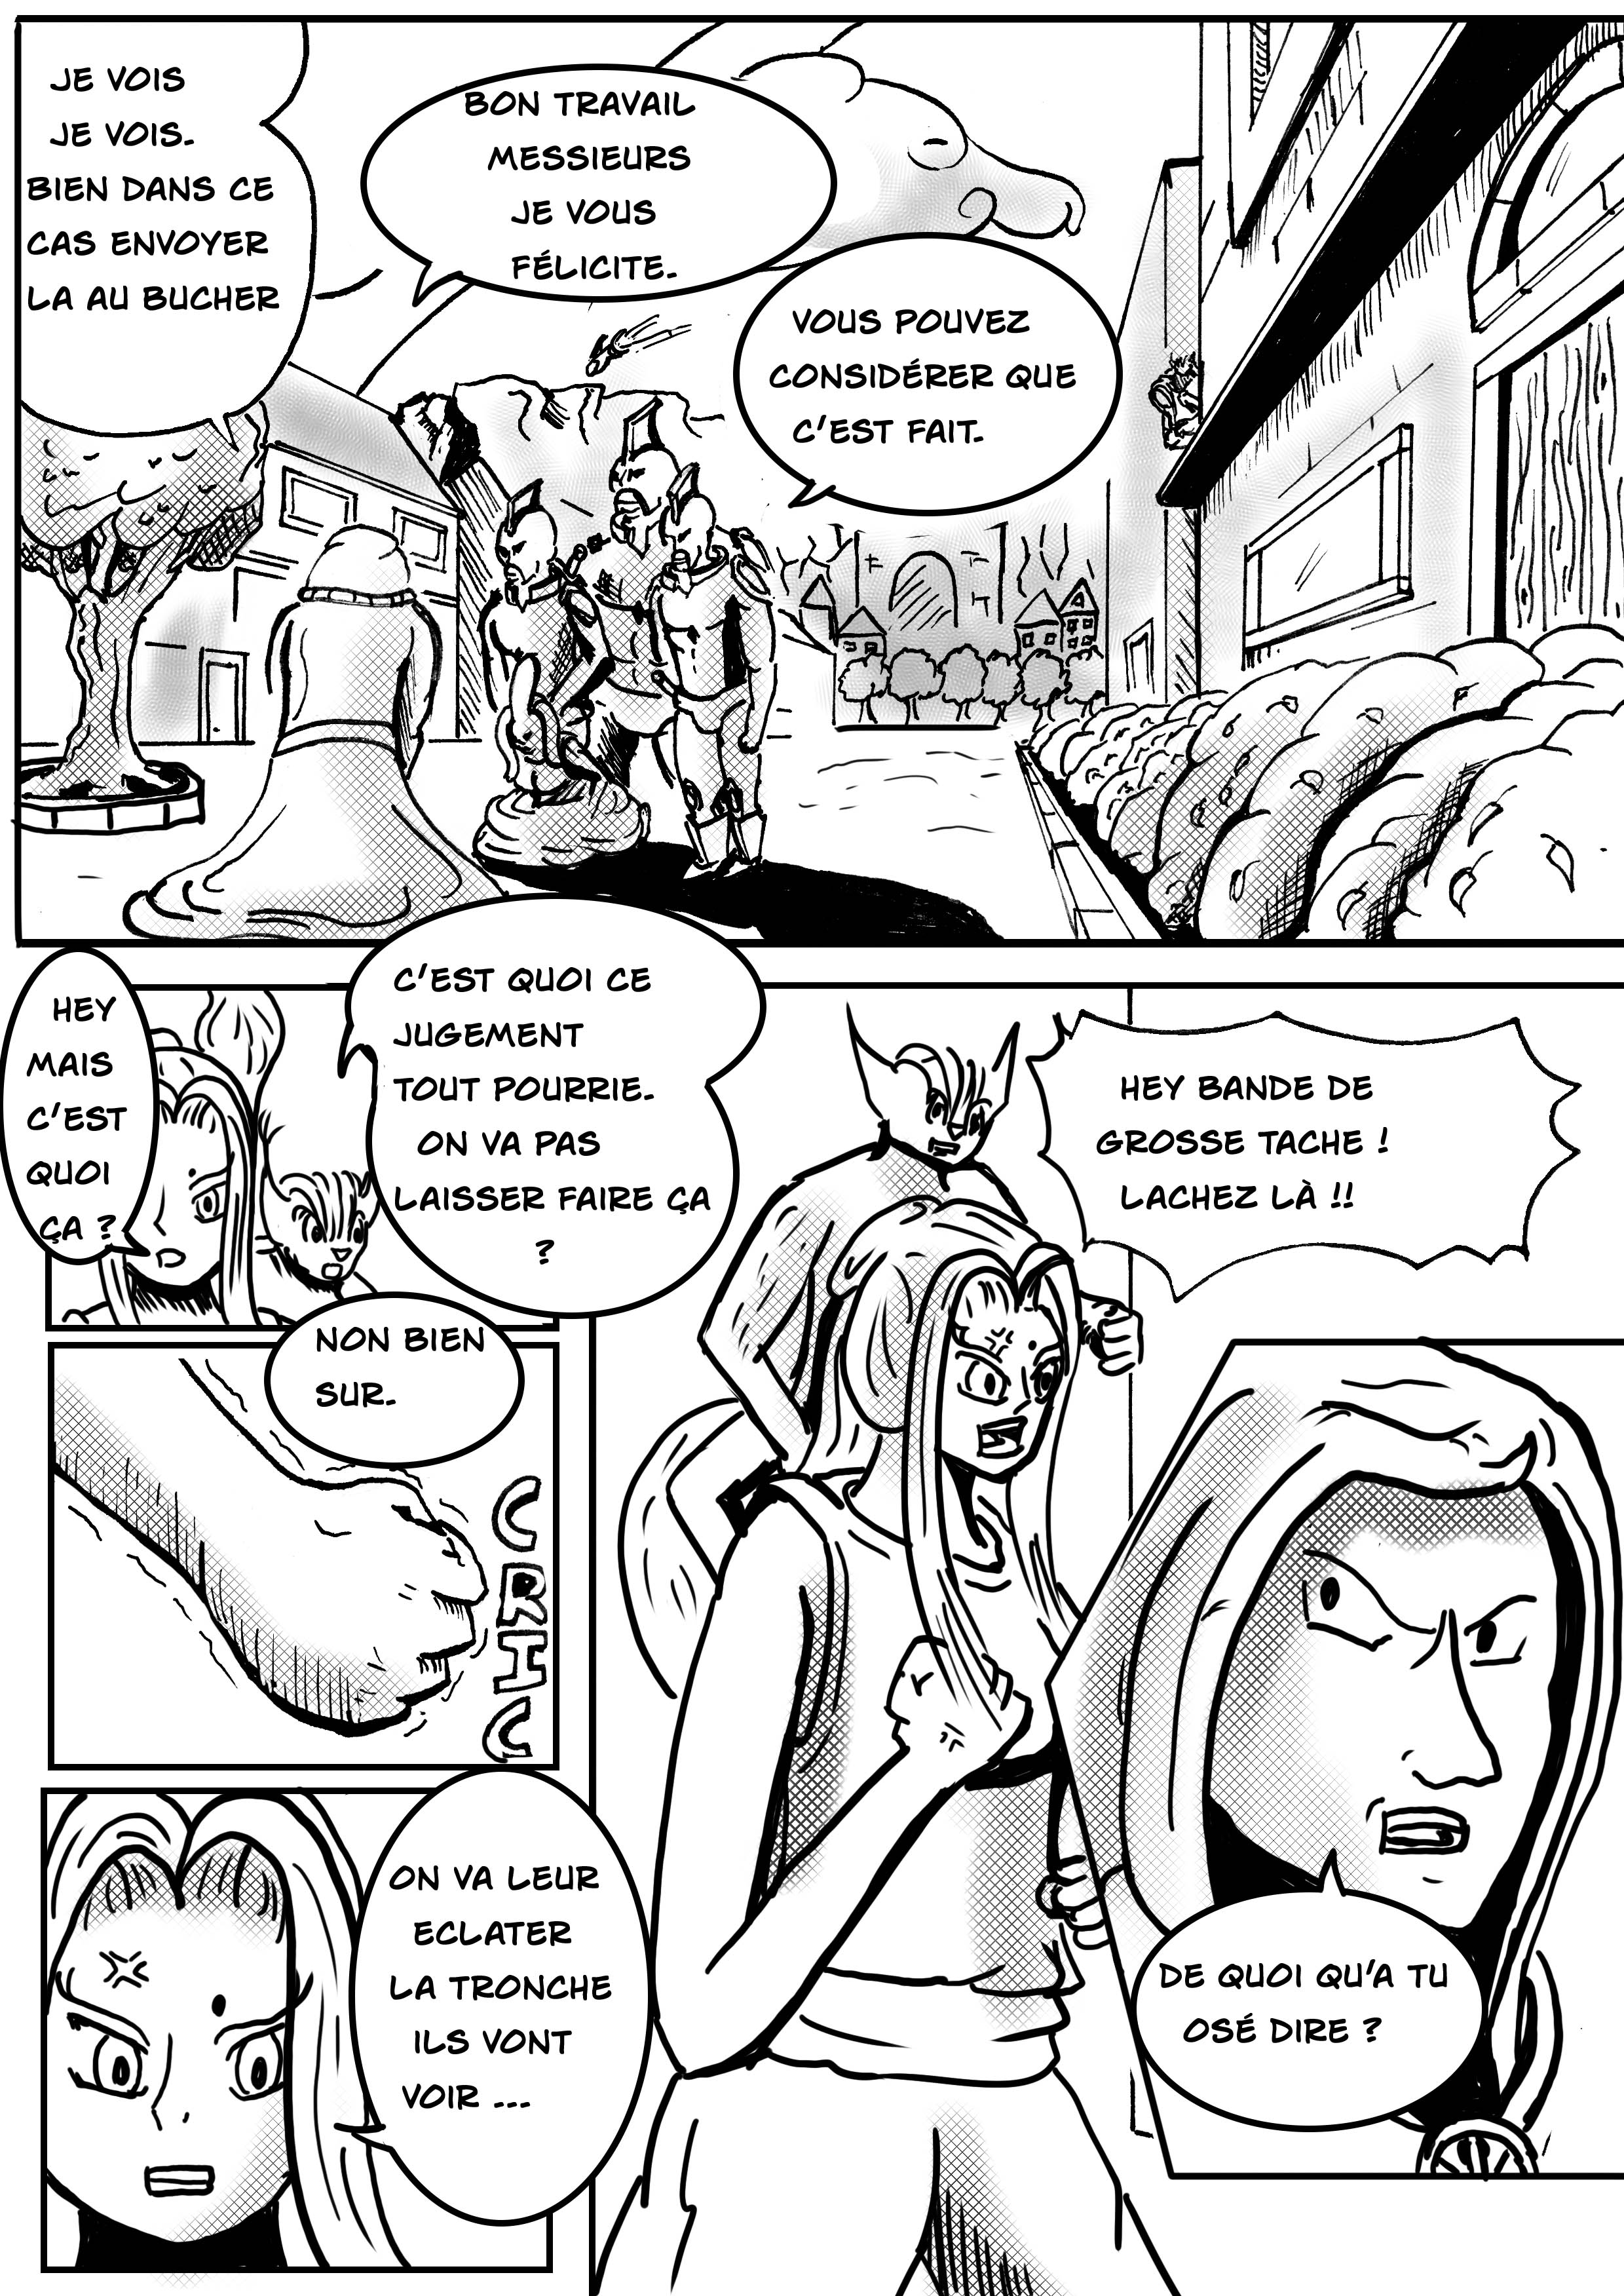 JE VOIS
JE VOIS.
BIEN DANS CE
CAS ENVOYER
LA AU BUCHER
BON TRAVAIL
MESSIEURS
JE VOUS
FÉLICITE.
VOUS POUVEZ
CONSIDÉRER QUE
C'EST FAIT.
HEY
MAIS
C'EST
QUOI
ÇA ?
C'EST QUOI CE
JUGEMENT
TOUT POURRIE.
ON VA PAS
LAISSER FAIRE ÇA
?
NON BIEN
SUR.
CRIC
ON VA LEUR
ECLATER
LA TRONCHE
ILS VONT
VOIR ...
HEY BANDE DE
GROSSE TACHE !
LACHEZ LÀ !!
DE QUOI QU'A TU
OSÉ DIRE ?